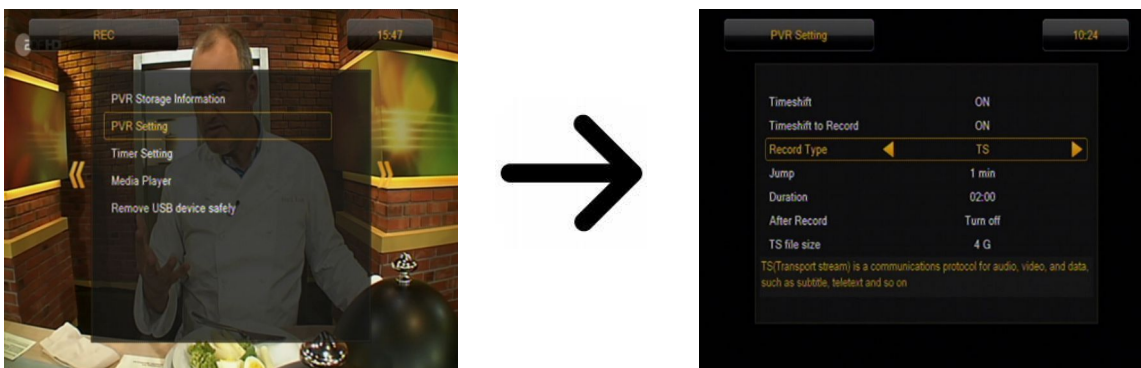 REC
15:47
HD
PVR Storage Information
PVR Setting
Timer Setting
Media Player
Remove USB device safely
PVR Setting
10:24
Timeshift ON
Timeshift to Record ON
Record Type TS
Jump 1 min
Duration 02:00
After Record Turn off
TS file size 4 G
TS(Transport stream) is a communications protocol for audio, video, and data,
such as subtitle, teletext and so on